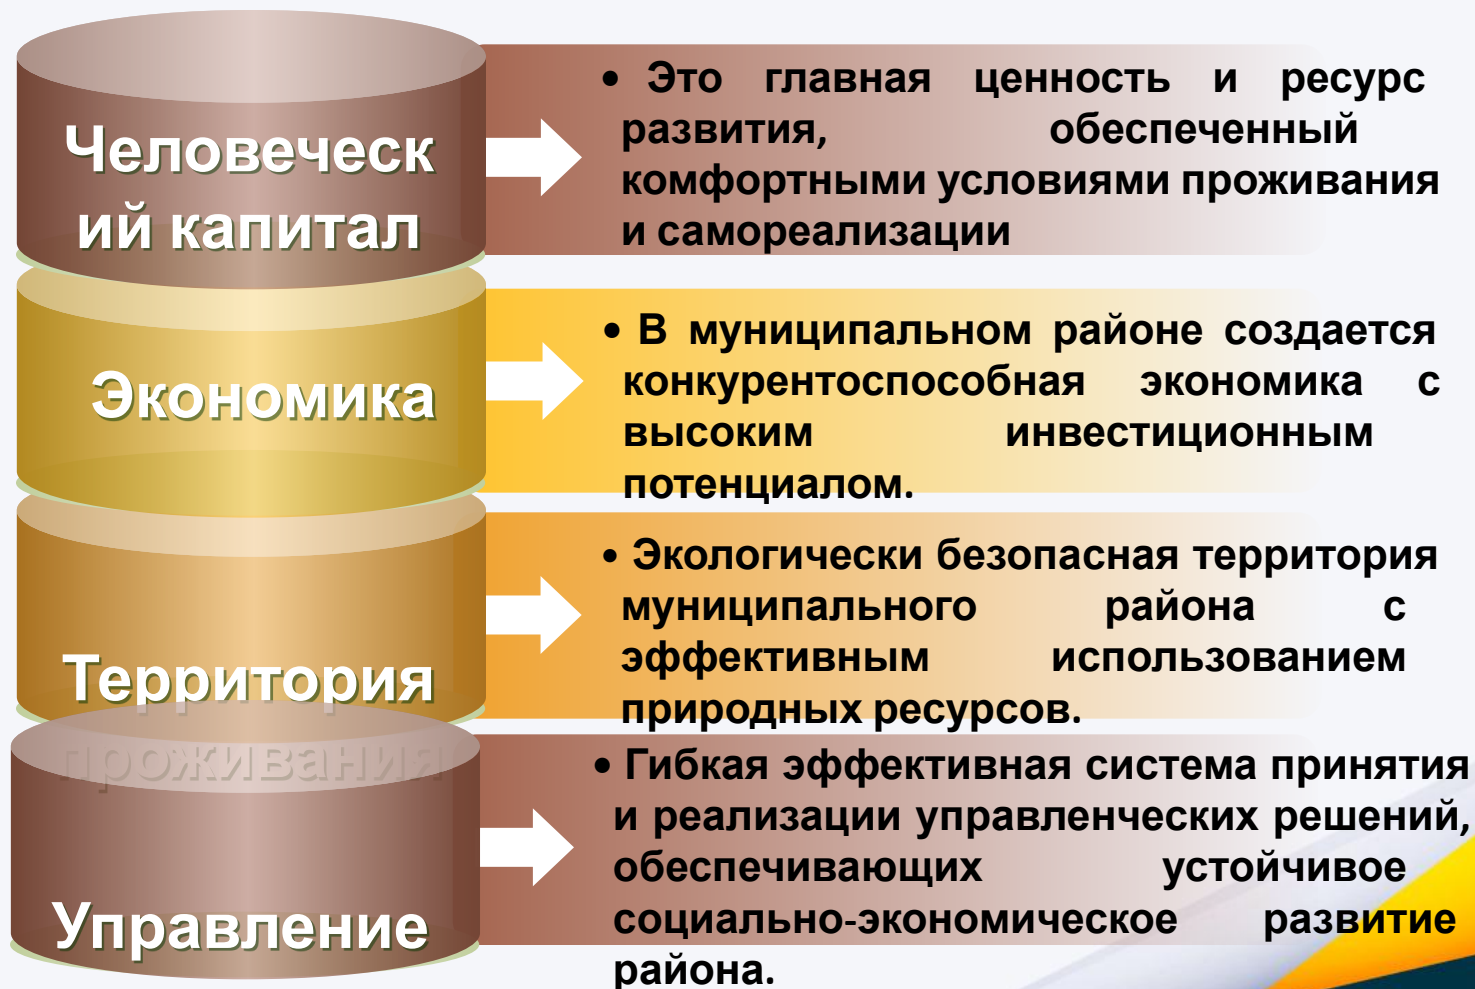 Человеческ
ий капитал
• Это главная ценность и ресурс
развития, обеспеченный
комфортными условиями проживания
и самореализации
Экономика
• В муниципальном районе создается
конкурентоспособная экономика с
высоким инвестиционным
потенциалом.
Территория
проживания
• Экологически безопасная территория
муниципального района с
эффективным использованием
природных ресурсов.
Управление
• Гибкая эффективная система принятия
и реализации управленческих решений,
обеспечивающих устойчивое
социально-экономическое развитие
района.